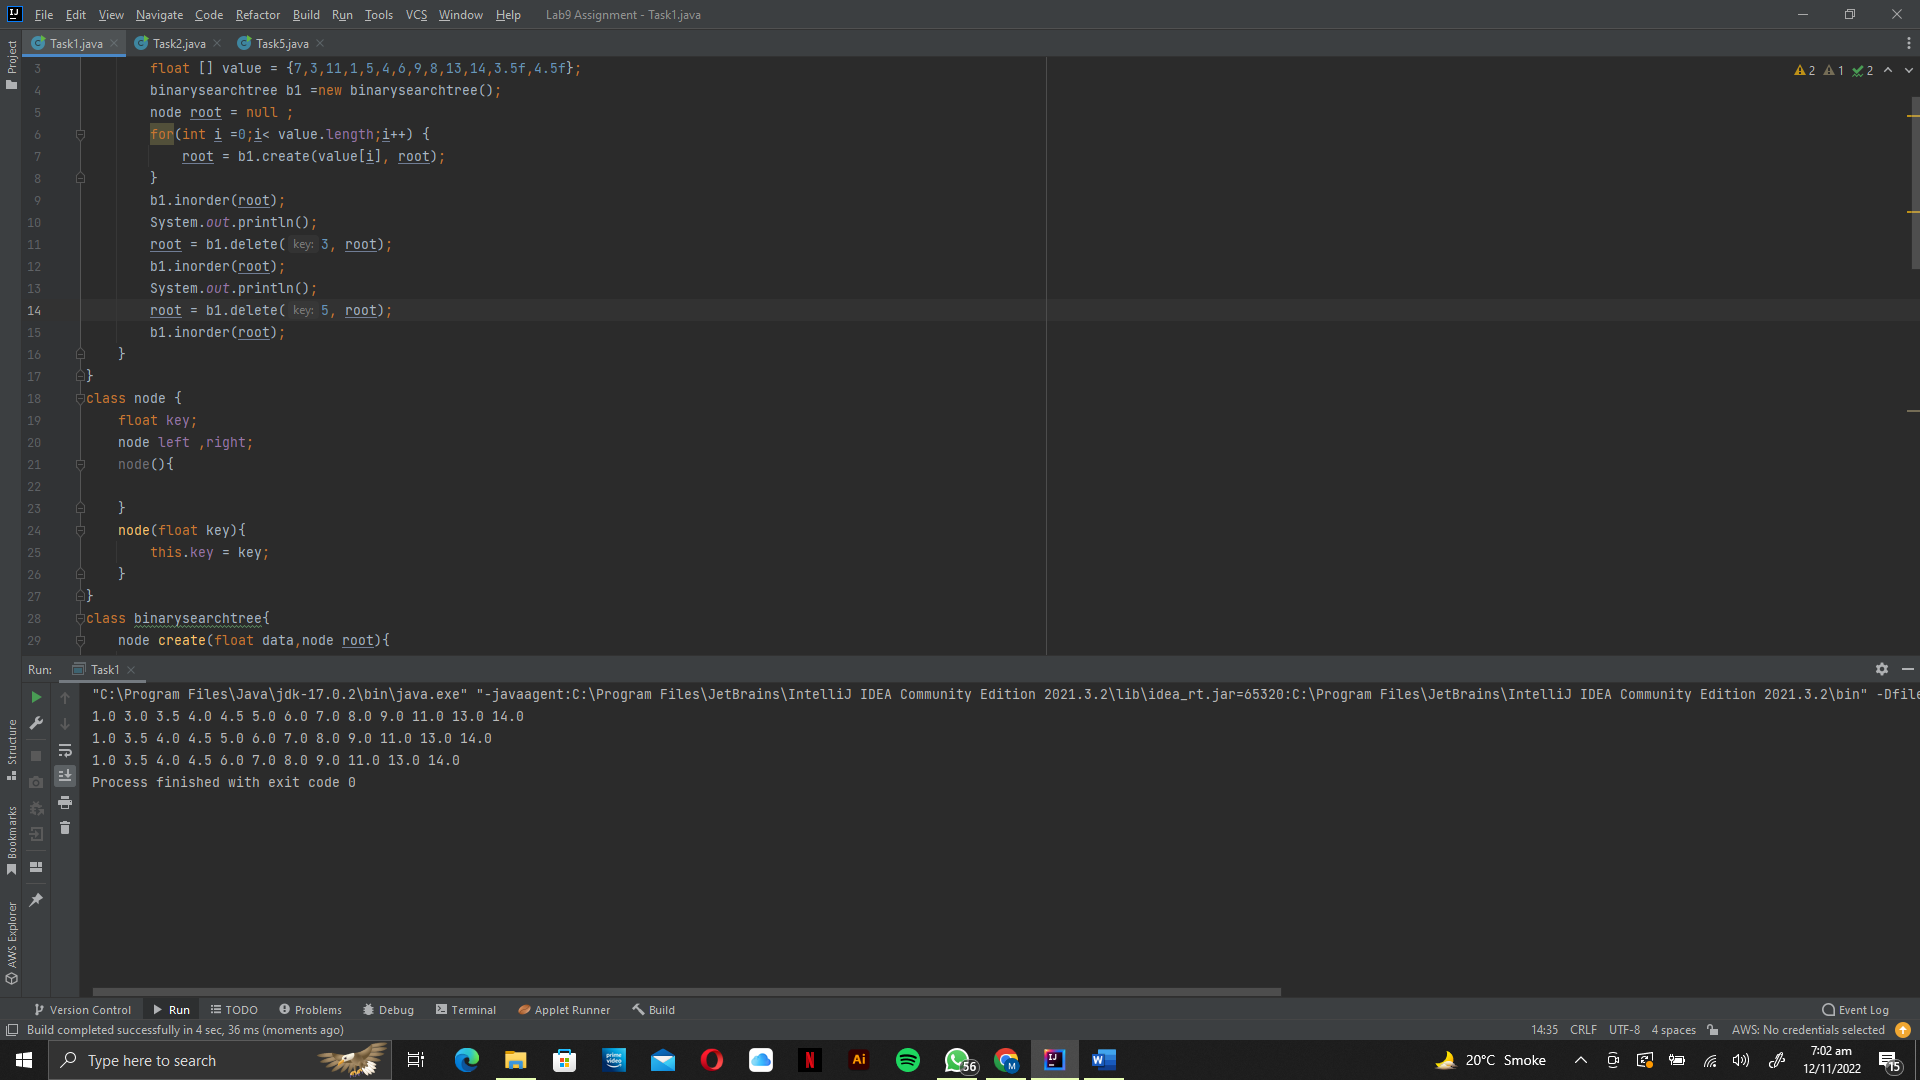 File Edit View Navigate Code Refactor Build Run Tools VCS Window Help Lab9 Assignment - Task1.java
Task1.java Task2.java Task5.java
Project
3 float [] value = {7,3,11,1,5,4,6,9,8,13,14,3.5f,4.5f};
2 1 2
4 binarysearchtree b1 =new binarysearchtree();
5 node root = null ;
6 for(int i =0;i< value.length;i++) {
7 root = b1.create(value[i], root);
8 }
9 b1.inorder(root);
10 System.out.println();
11 root = b1.delete( key: 3, root);
12 b1.inorder(root);
13 System.out.println();
14 root = b1.delete( key: 5, root);
15 b1.inorder(root);
16 }
17 }
18 class node {
19 float key;
20 node left ,right;
21 node(){
22
23 }
24 node(float key){
25 this.key = key;
26 }
27 }
28 class binarysearchtree{
29 node create(float data,node root){
Run: Task1
"C:\Program Files\Java\jdk-17.0.2\bin\java.exe" "-javaagent:C:\Program Files\JetBrains\IntelliJ IDEA Community Edition 2021.3.2\lib\idea_rt.jar=65320:C:\Program Files\JetBrains\IntelliJ IDEA Community Edition 2021.3.2\bin" -Dfile
1.0 3.0 3.5 4.0 4.5 5.0 6.0 7.0 8.0 9.0 11.0 13.0 14.0
1.0 3.5 4.0 4.5 5.0 6.0 7.0 8.0 9.0 11.0 13.0 14.0
1.0 3.5 4.0 4.5 6.0 7.0 8.0 9.0 11.0 13.0 14.0
Process finished with exit code 0
Structure
Bookmarks
AWS Explorer
Version Control Run TODO Problems Debug Terminal Applet Runner Build Event Log
Build completed successfully in 4 sec, 36 ms (moments ago) 14:35 CRLF UTF-8 4 spaces AWS: No credentials selected
Type here to search
prime video
N
Ai
56
M
IJ
W
20°C Smoke
7:02 am
12/11/2022
15